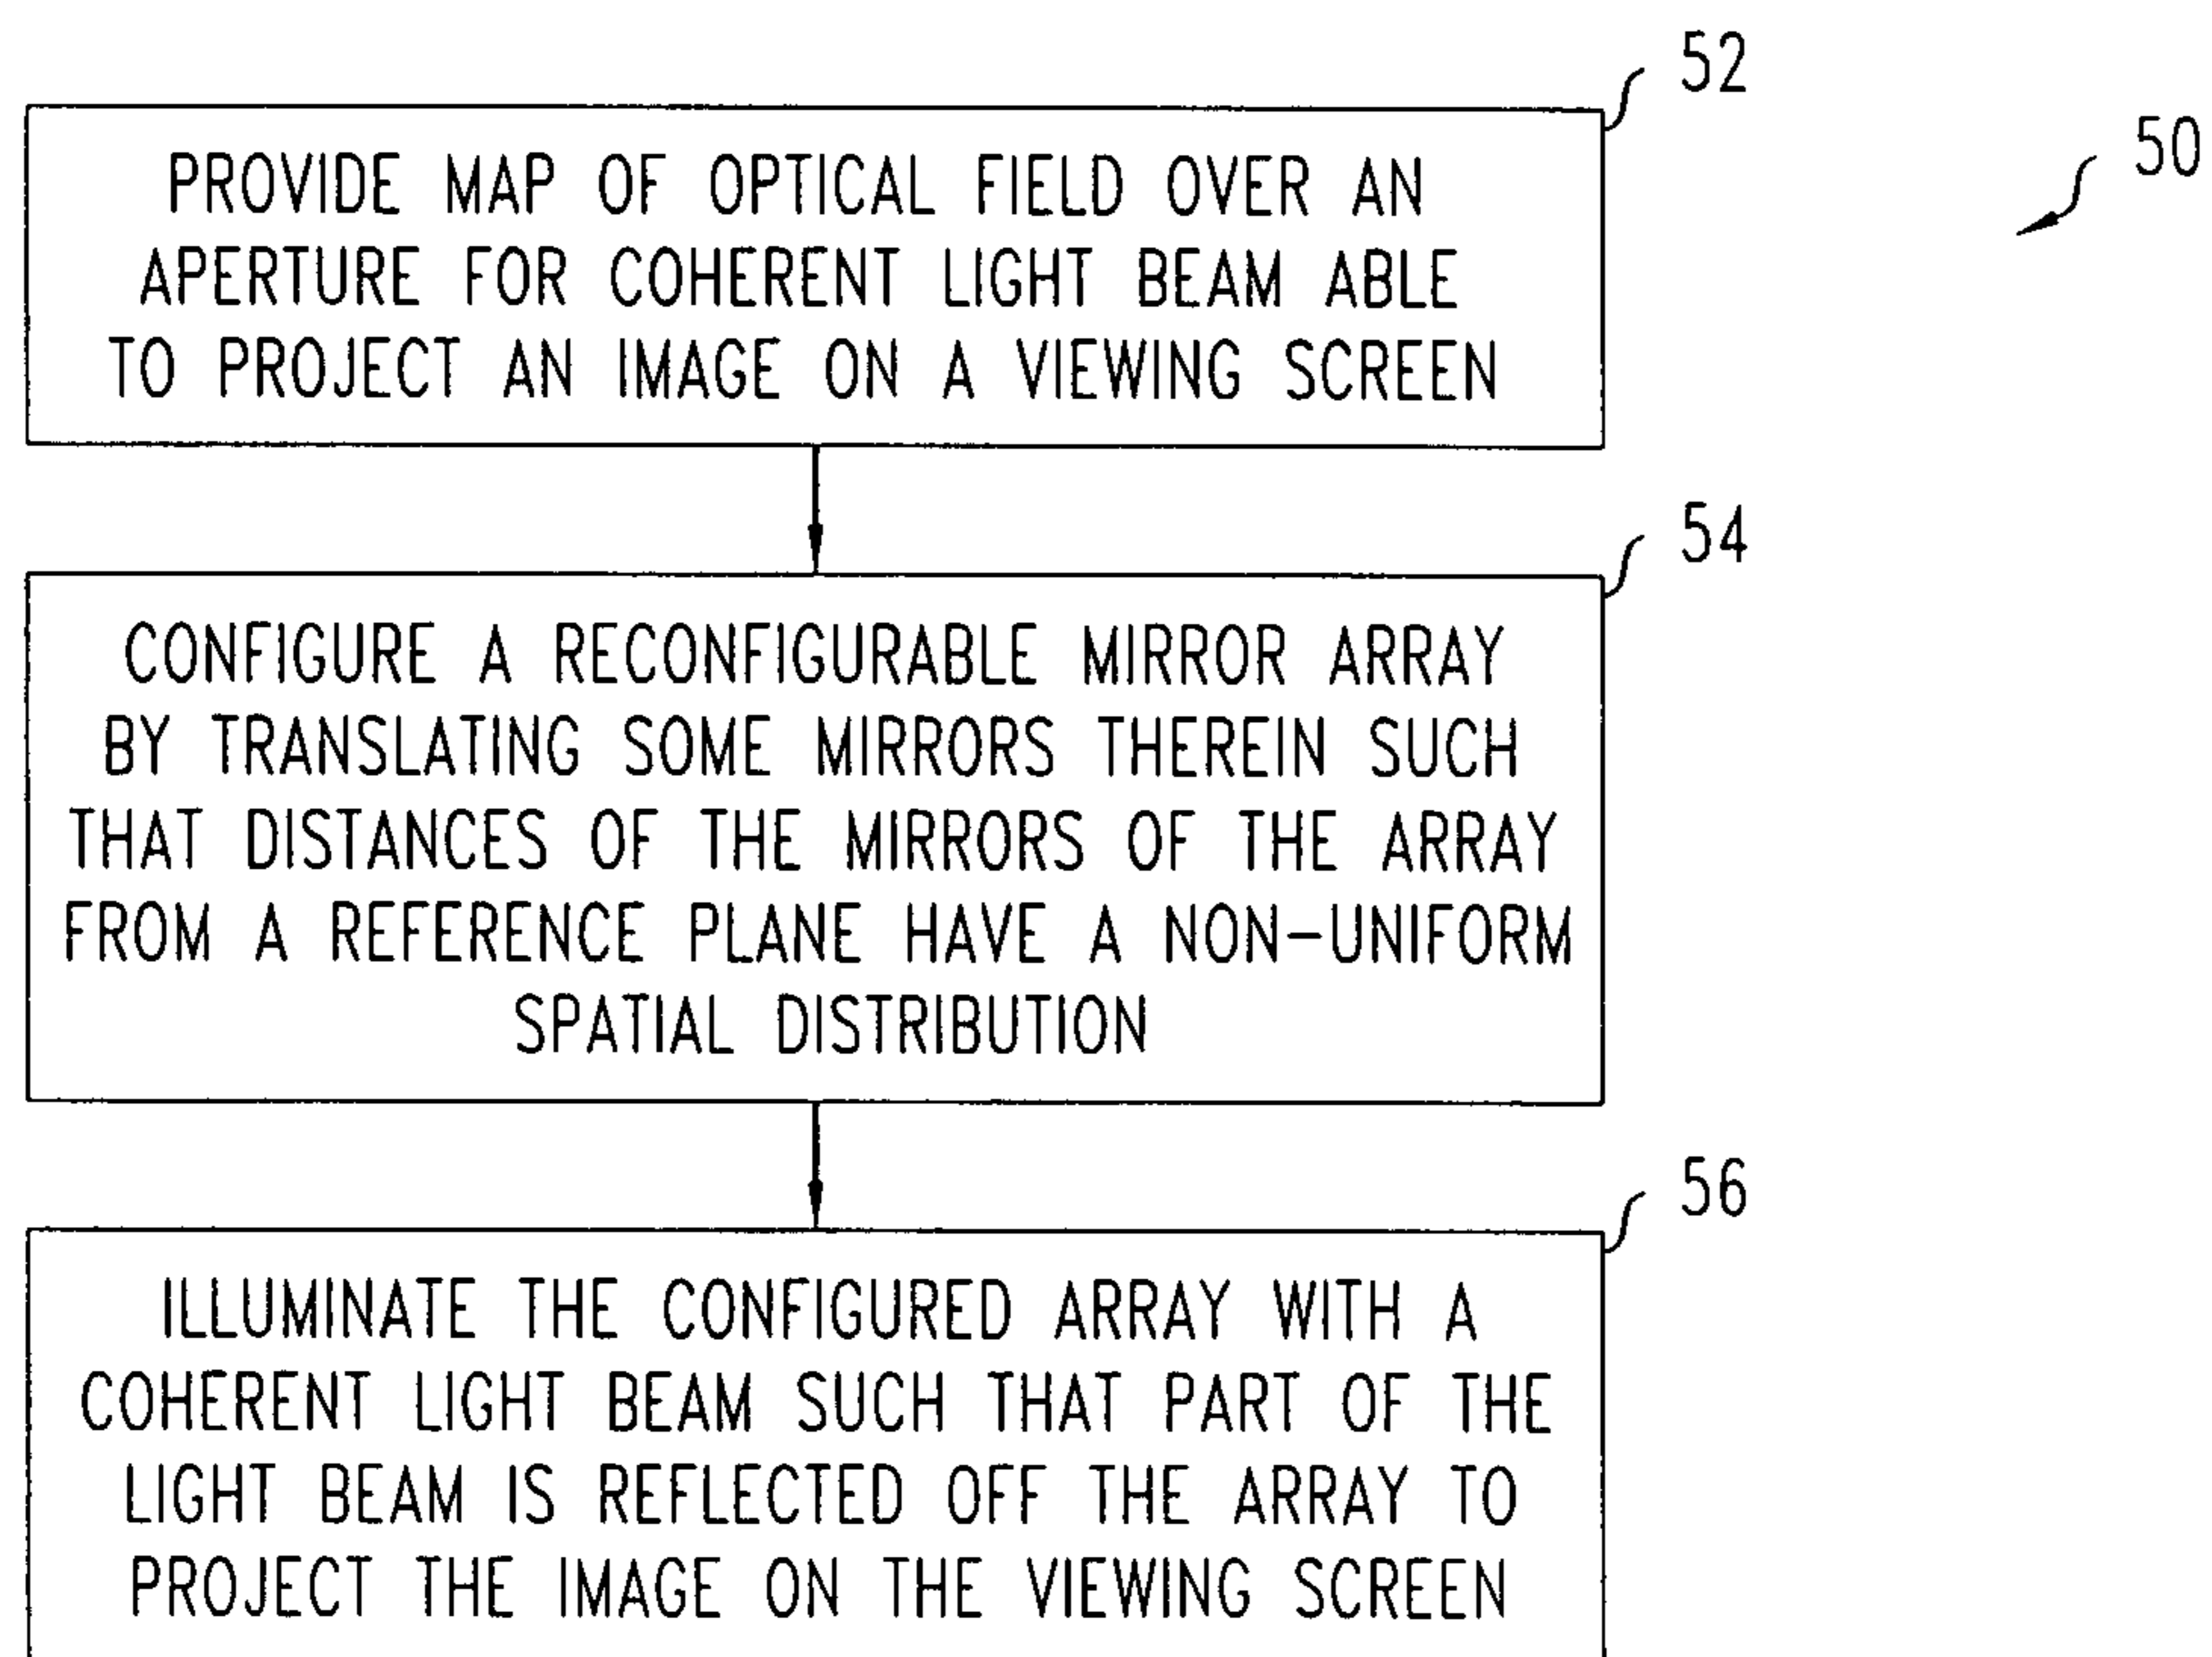 52
50
PROVIDE MAP OF OPTICAL FIELD OVER AN
APERTURE FOR COHERENT LIGHT BEAM ABLE
TO PROJECT AN IMAGE ON A VIEWING SCREEN
54
CONFIGURE A RECONFIGURABLE MIRROR ARRAY
BY TRANSLATING SOME MIRRORS THEREIN SUCH
THAT DISTANCES OF THE MIRRORS OF THE ARRAY
FROM A REFERENCE PLANE HAVE A NON-UNIFORM
SPATIAL DISTRIBUTION
56
ILLUMINATE THE CONFIGURED ARRAY WITH A
COHERENT LIGHT BEAM SUCH THAT PART OF THE
LIGHT BEAM IS REFLECTED OFF THE ARRAY TO
PROJECT THE IMAGE ON THE VIEWING SCREEN